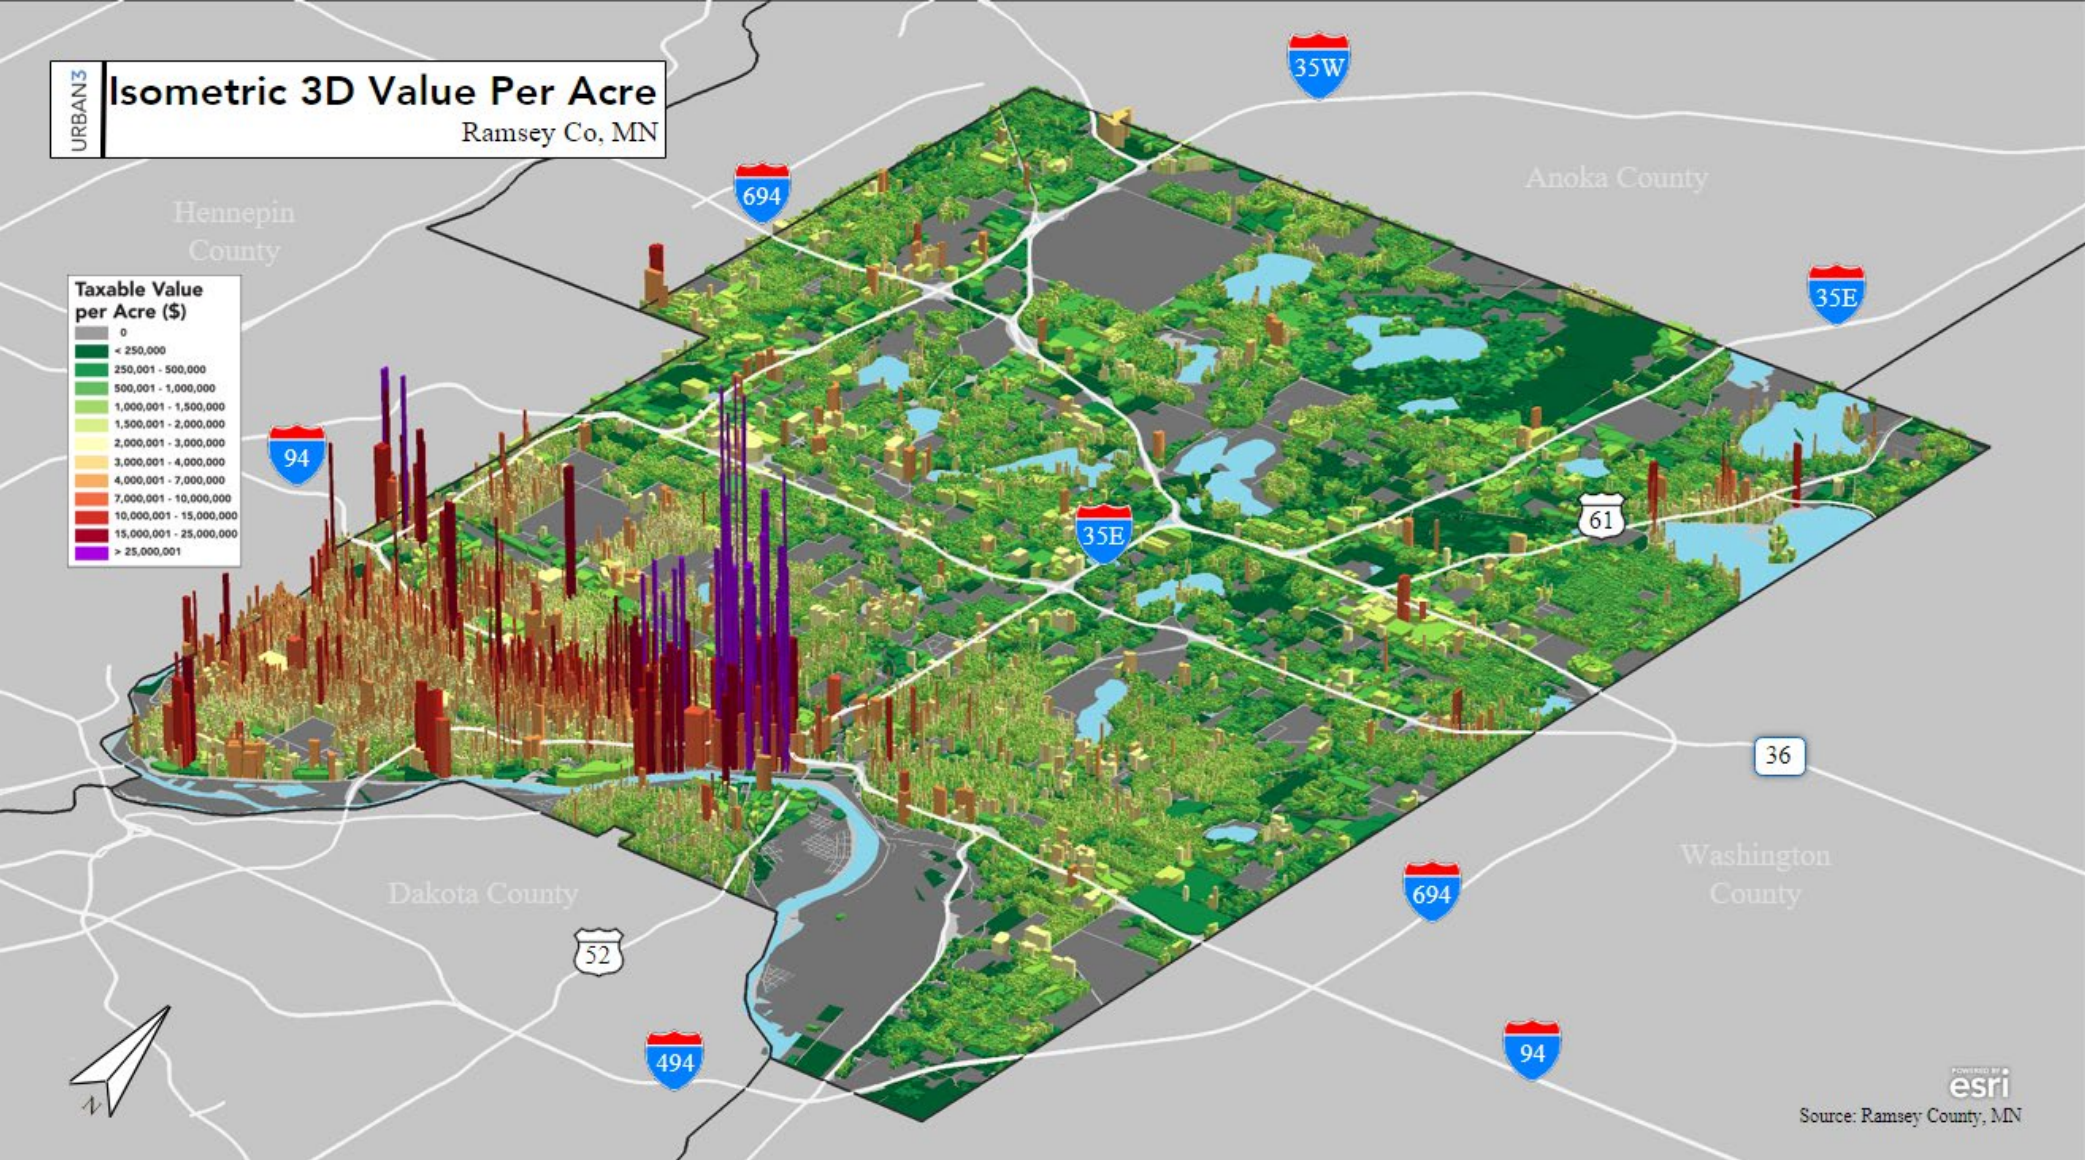 URBAN3
Isometric 3D Value Per Acre
Ramsey Co, MN
35W
694
Anoka County
Hennepin
County
35E
Taxable Value
per Acre ($)
0
< 250,000
250,001 - 500,000
500,001 - 1,000,000
1,000,001 - 1,500,000
1,500,001 - 2,000,000
2,000,001 - 3,000,000
3,000,001 - 4,000,000
4,000,001 - 7,000,000
7,000,001 - 10,000,000
10,000,001 - 15,000,000
15,000,001 - 25,000,000
> 25,000,001
94
61
35E
36
Washington
County
694
Dakota County
52
494
94
N
POWERED BY
esri
Source: Ramsey County, MN